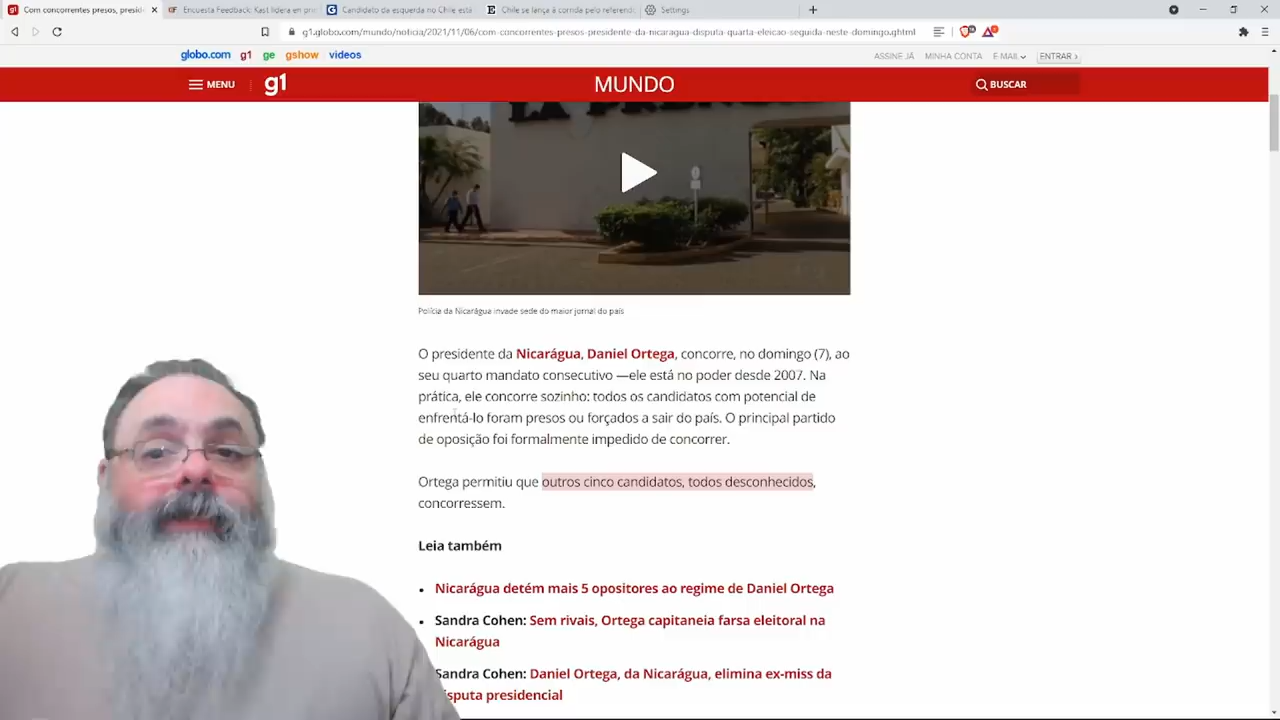 Com concorrentes presos, presid
Encuesta Feedback: Kast lidera en pri
Candidato da esquerda no Chile está
Chile se lança à corrida pelo referend
Settings
g1.globo.com/mundo/noticia/2021/11/06/com-concorrentes-presos-presidente-da-nicaragua-disputa-quarta-eleicao-seguida-neste-domingo.ghtml
globo.com g1 ge gshow videos
ASSINE JÁ MINHA CONTA E-MAIL ENTRAR ›
MENU g1 MUNDO BUSCAR
Polícia da Nicarágua invade sede do maior jornal do país
O presidente da Nicarágua, Daniel Ortega, concorre, no domingo (7), ao
seu quarto mandato consecutivo —ele está no poder desde 2007. Na
prática, ele concorre sozinho: todos os candidatos com potencial de
enfrentá-lo foram presos ou forçados a sair do país. O principal partido
de oposição foi formalmente impedido de concorrer.
Ortega permitiu que outros cinco candidatos, todos desconhecidos,
concorressem.
Leia também
Nicarágua detém mais 5 opositores ao regime de Daniel Ortega
Sandra Cohen: Sem rivais, Ortega capitaneia farsa eleitoral na
Nicarágua
Sandra Cohen: Daniel Ortega, da Nicarágua, elimina ex-miss da
disputa presidencial